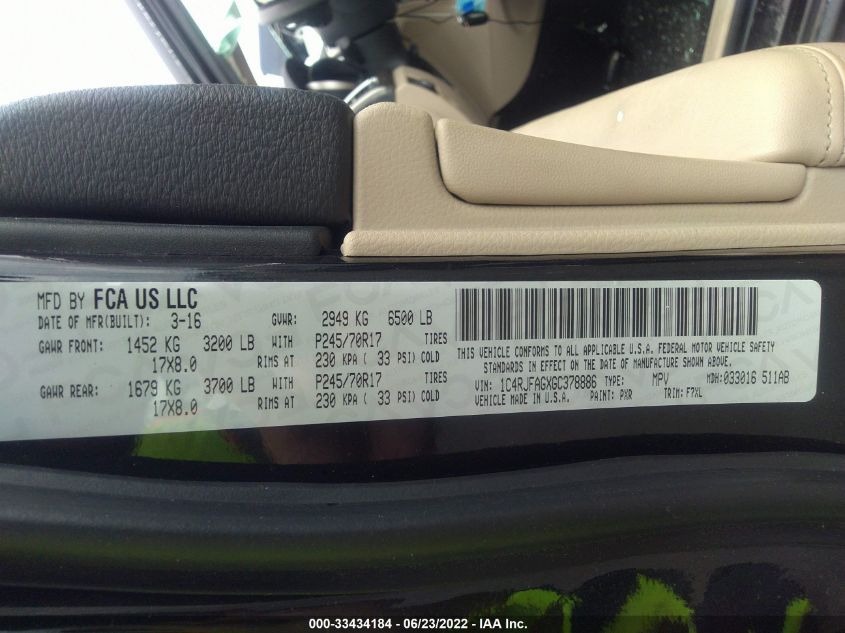 MFD BY FCA US LLC
DATE OF MFR(BUILT): 3-16 GVWR: 2949 KG 6500 LB
GAWR FRONT: 1452 KG 3200 LB WITH P245/70R17 TIRES
17X8.0 RIMS AT 230 KPA ( 33 PSI) COLD
GAWR REAR: 1679 KG 3700 LB WITH P245/70R17 TIRES
17X8.0 RIMS AT 230 KPA ( 33 PSI) COLD
THIS VEHICLE CONFORMS TO ALL APPLICABLE U.S.A. FEDERAL MOTOR VEHICLE SAFETY
STANDARDS IN EFFECT ON THE DATE OF MANUFACTURE SHOWN ABOVE.
VIN: 1C4RJFAGXGC378886 TYPE: MPV MDH: 033016 511AB
VEHICLE MADE IN U.S.A. PAINT: PXR TRIM: F7XL
000-33434184 - 06/23/2022 - IAA Inc.